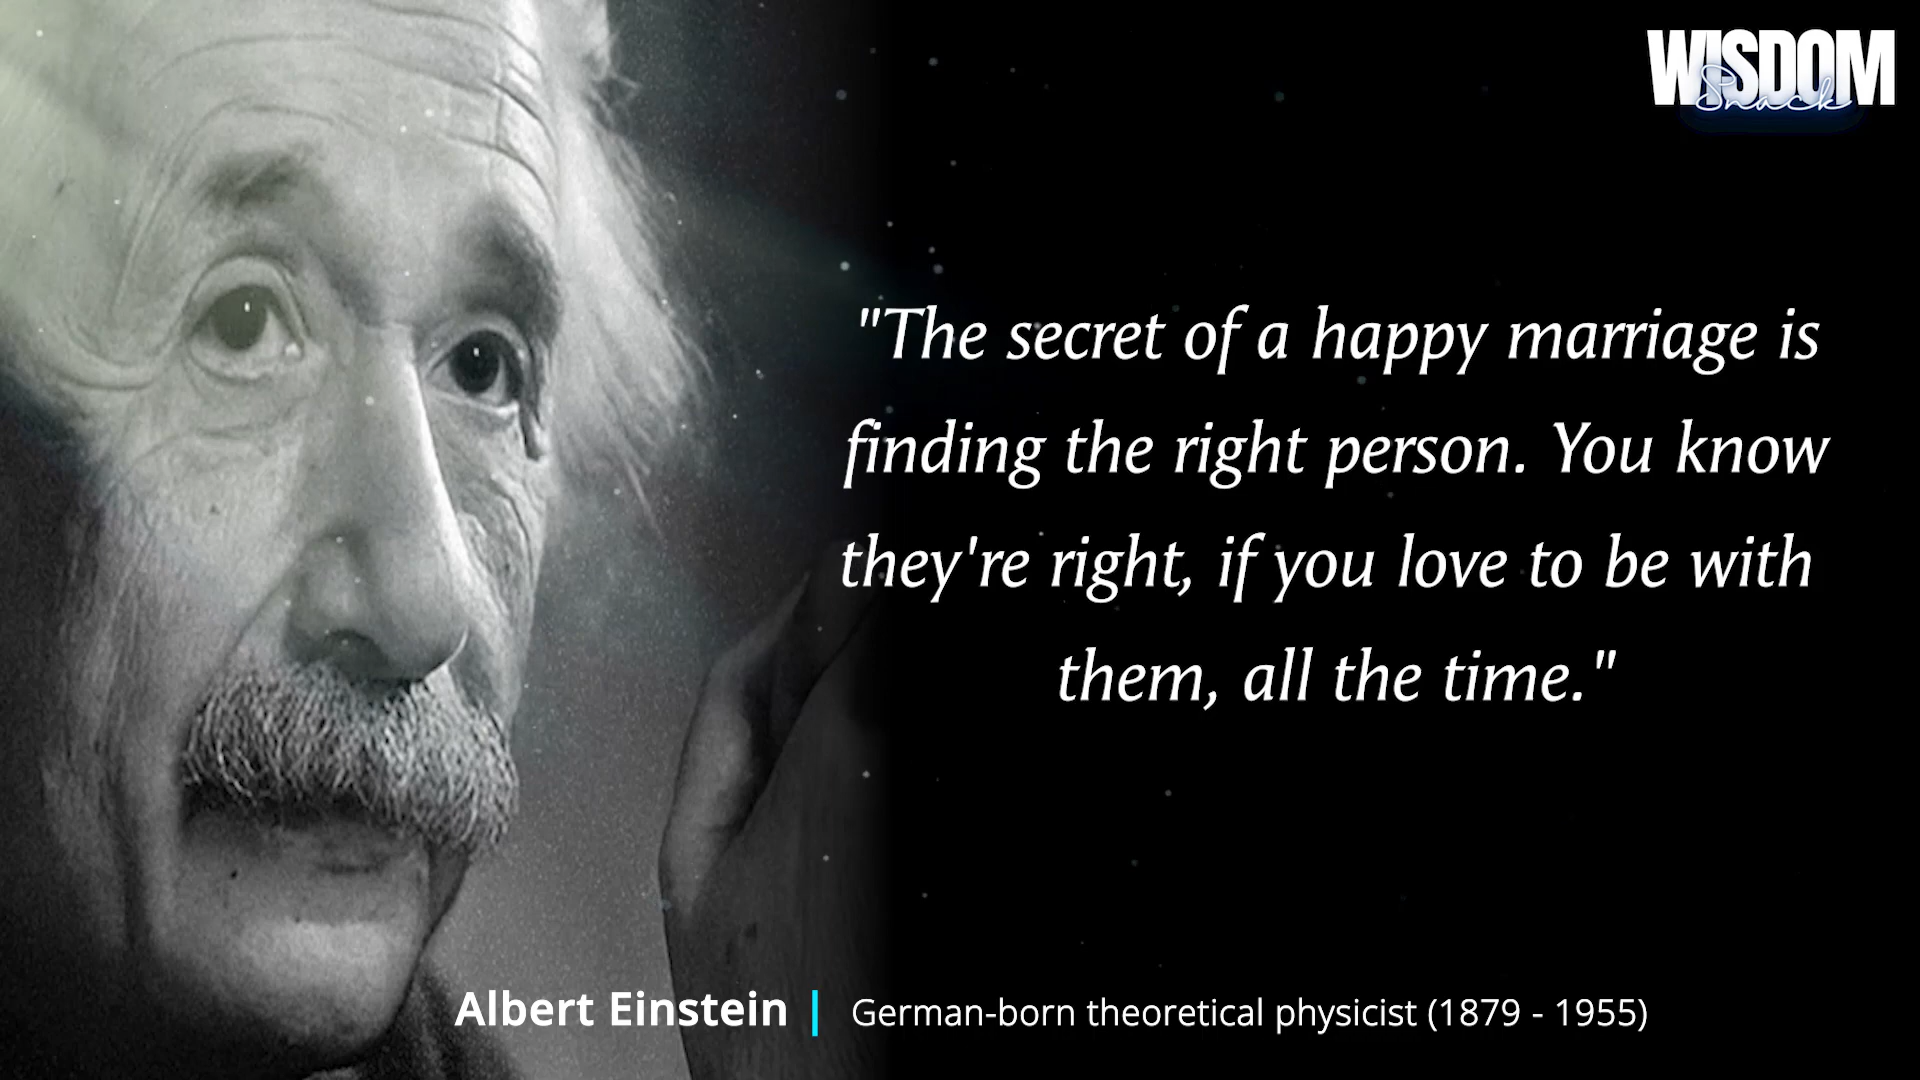 WISDOM
Snack
"The secret of a happy marriage is
finding the right person. You know
they're right, if you love to be with
them, all the time."
Albert Einstein | German-born theoretical physicist (1879 - 1955)